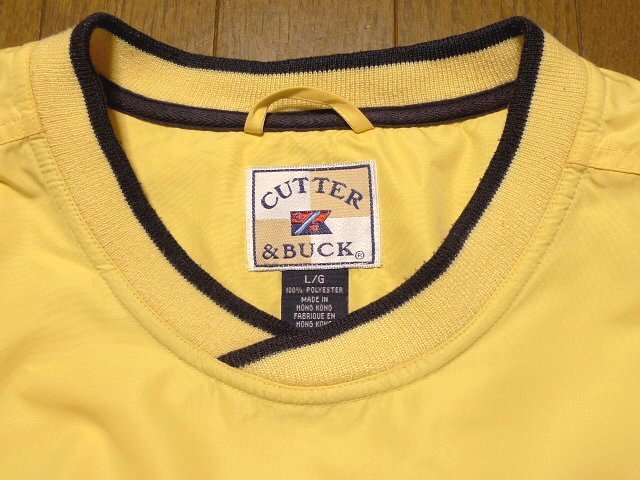 CUTTER
& BUCK®
L/G
100% POLYESTER
MADE IN
HONG KONG
FABRIQUE EN
HONG KONG